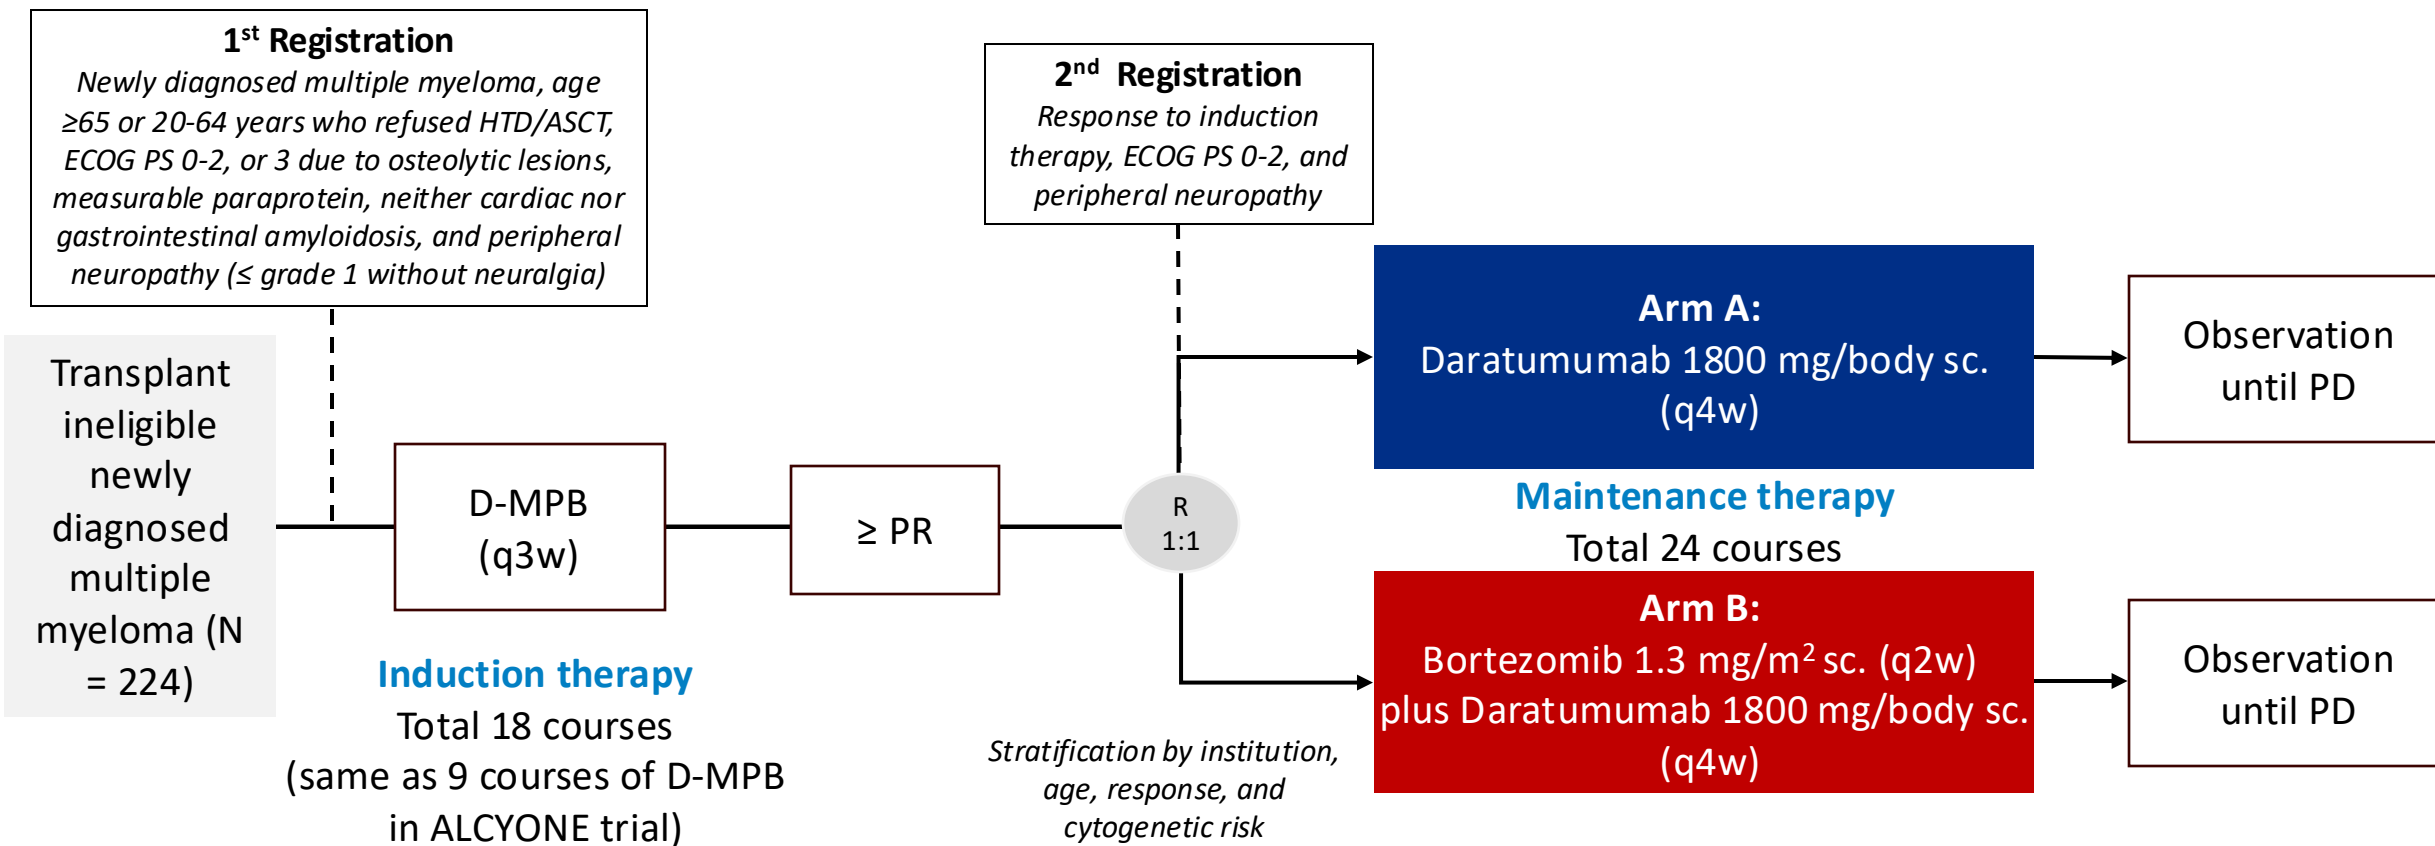 1st Registration
Newly diagnosed multiple myeloma, age
≥65 or 20-64 years who refused HTD/ASCT,
ECOG PS 0-2, or 3 due to osteolytic lesions,
measurable paraprotein, neither cardiac nor
gastrointestinal amyloidosis, and peripheral
neuropathy (≤ grade 1 without neuralgia)
Transplant
ineligible
newly
diagnosed
multiple
myeloma (N
= 224)
D-MPB
(q3w)
Induction therapy
Total 18 courses
(same as 9 courses of D-MPB
in ALCYONE trial)
≥ PR
2nd Registration
Response to induction
therapy, ECOG PS 0-2, and
peripheral neuropathy
R
1:1
Stratification by institution,
age, response, and
cytogenetic risk
Arm A:
Daratumumab 1800 mg/body sc.
(q4w)
Maintenance therapy
Total 24 courses
Arm B:
Bortezomib 1.3 mg/m² sc. (q2w)
plus Daratumumab 1800 mg/body sc.
(q4w)
Observation
until PD
Observation
until PD